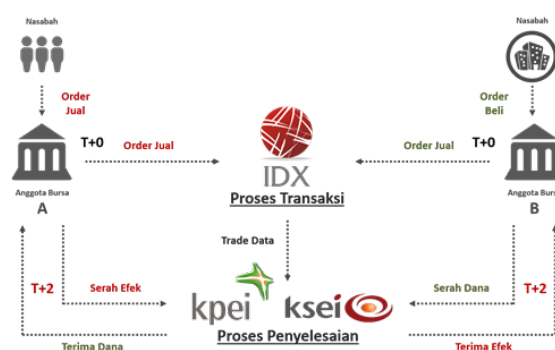 Nasabah
Nasabah
Order
Jual
Order
Beli
T+0
Order Jual
Order Jual
T+0
IDX
Anggota Bursa
A
Proses Transaksi
Anggota Bursa
B
Trade Data
T+2
Serah Efek
kpei
ksei
Serah Dana
T+2
Proses Penyelesaian
Terima Dana
Terima Efek